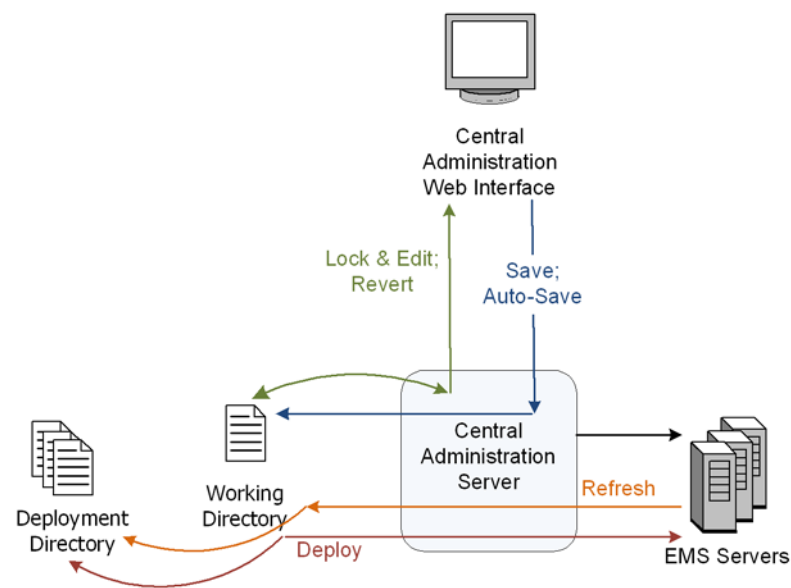 Central
Administration
Web Interface
Lock & Edit;
Revert
Save;
Auto-Save
Central
Administration
Server
Working
Directory
Deployment
Directory
Refresh
Deploy
EMS Servers